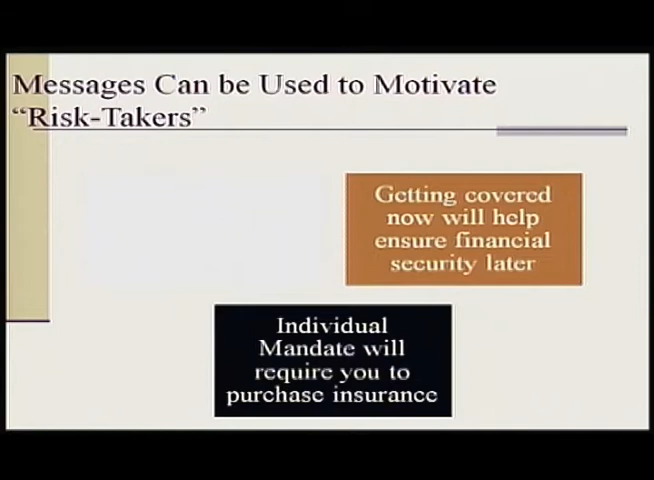 Messages Can be Used to Motivate
“Risk-Takers”
Getting covered
now will help
ensure financial
security later
Individual
Mandate will
require you to
purchase insurance